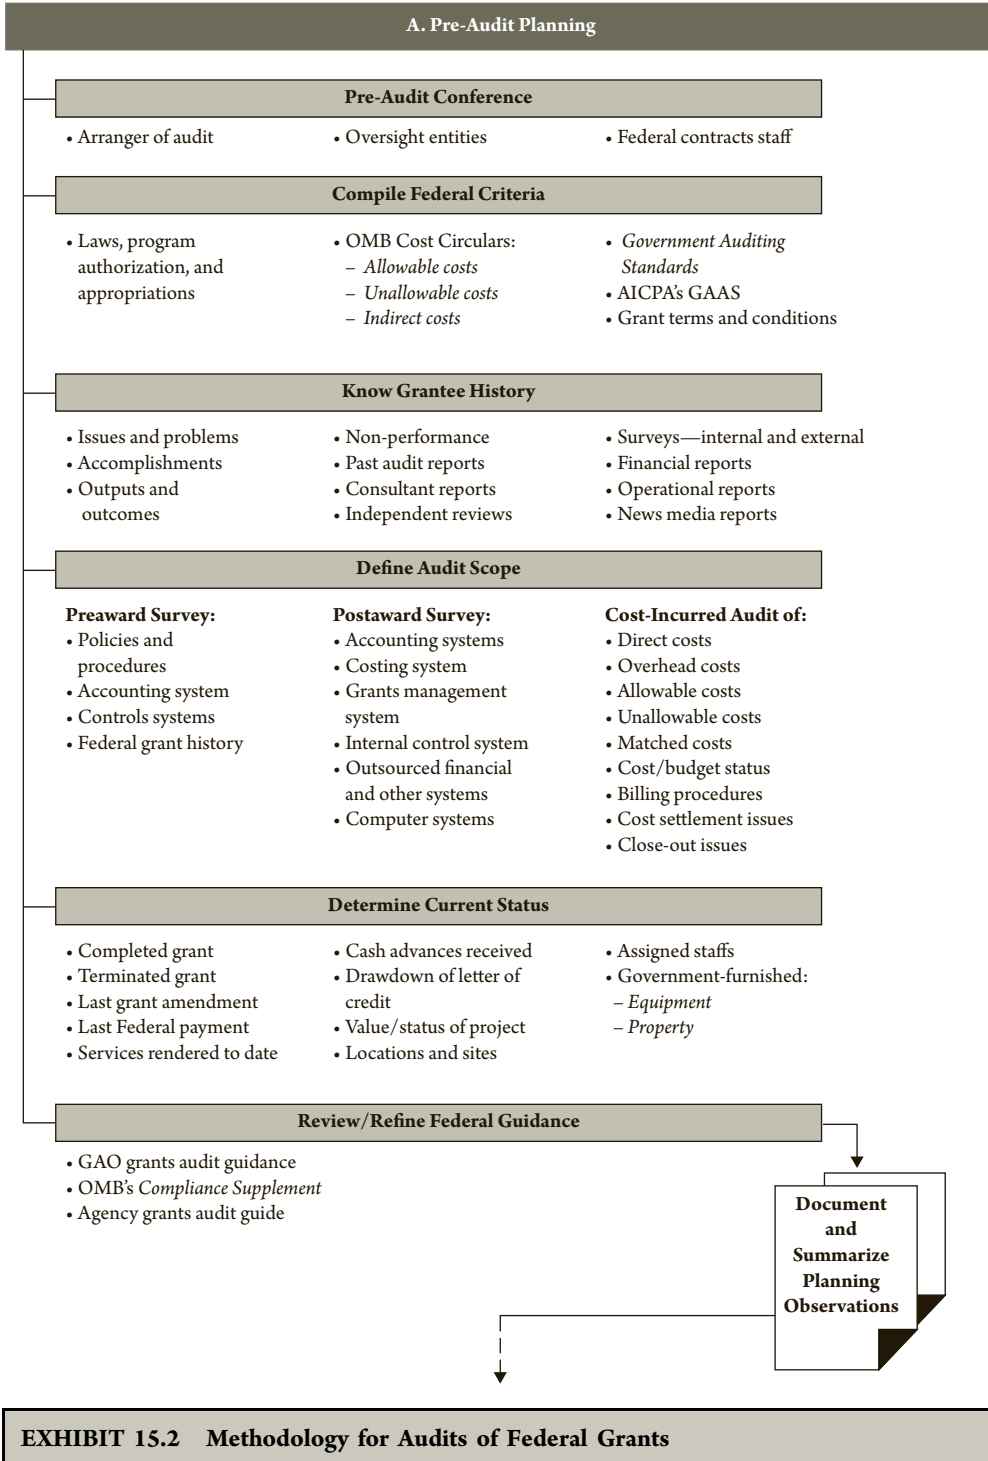 A. Pre-Audit Planning
Pre-Audit Conference
• Arranger of audit
• Oversight entities
• Federal contracts staff
Compile Federal Criteria
• Laws, program
authorization, and
appropriations
• OMB Cost Circulars:
– Allowable costs
– Unallowable costs
– Indirect costs
• Government Auditing
Standards
• AICPA's GAAS
• Grant terms and conditions
Know Grantee History
• Issues and problems
• Accomplishments
• Outputs and
outcomes
• Non-performance
• Past audit reports
• Consultant reports
• Independent reviews
• Surveys—internal and external
• Financial reports
• Operational reports
• News media reports
Define Audit Scope
Preaward Survey:
• Policies and
procedures
• Accounting system
• Controls systems
• Federal grant history
Postaward Survey:
• Accounting systems
• Costing system
• Grants management
system
• Internal control system
• Outsourced financial
and other systems
• Computer systems
Cost-Incurred Audit of:
• Direct costs
• Overhead costs
• Allowable costs
• Unallowable costs
• Matched costs
• Cost/budget status
• Billing procedures
• Cost settlement issues
• Close-out issues
Determine Current Status
• Completed grant
• Terminated grant
• Last grant amendment
• Last Federal payment
• Services rendered to date
• Cash advances received
• Drawdown of letter of
credit
• Value/status of project
• Locations and sites
• Assigned staffs
• Government-furnished:
– Equipment
– Property
Review/Refine Federal Guidance
• GAO grants audit guidance
• OMB's Compliance Supplement
• Agency grants audit guide
Document
and
Summarize
Planning
Observations
EXHIBIT 15.2 Methodology for Audits of Federal Grants